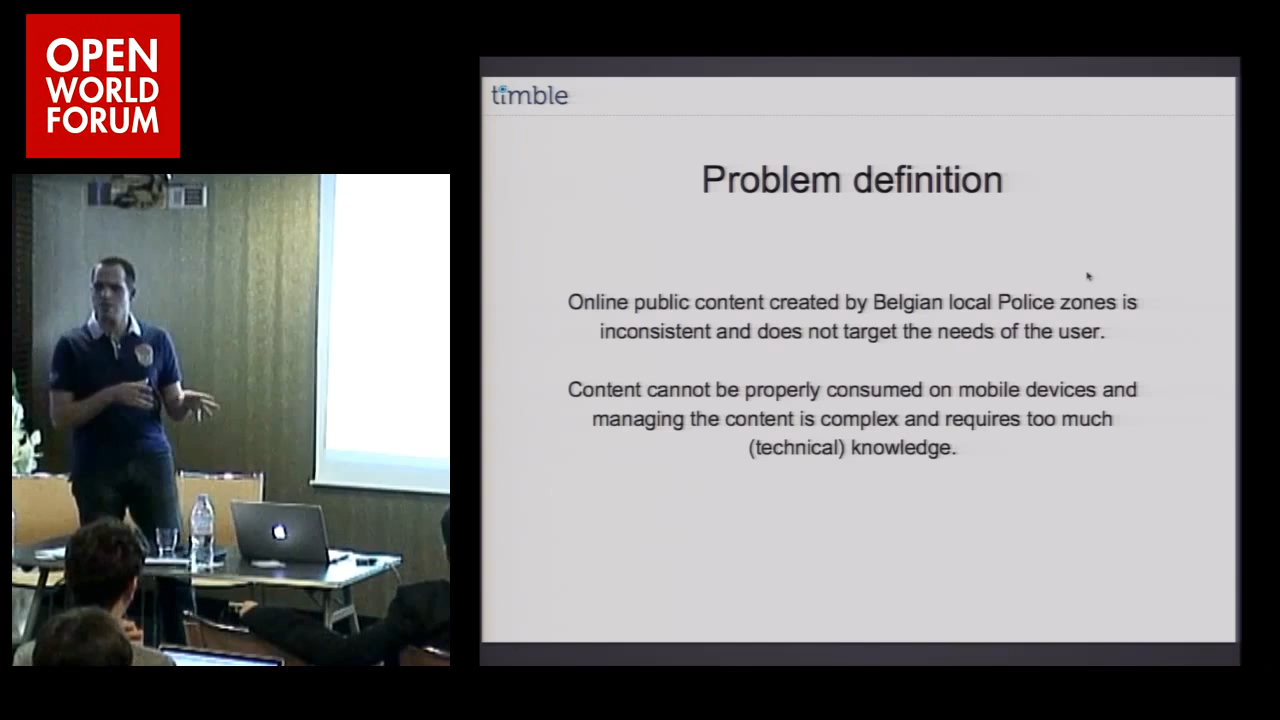 OPEN
WORLD
FORUM
timble
Problem definition
Online public content created by Belgian local Police zones is
inconsistent and does not target the needs of the user.
Content cannot be properly consumed on mobile devices and
managing the content is complex and requires too much
(technical) knowledge.